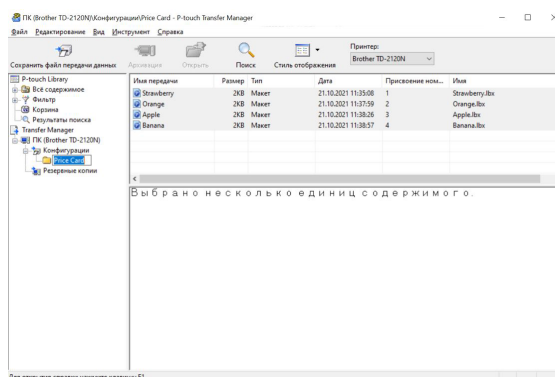 ПК (Brother TD-2120N)\Конфигурации\Price Card - P-touch Transfer Manager
Файл Редактирование Вид Инструмент Справка
Сохранить файл передачи данных Архивация Открыть Поиск Стиль отображения
Принтер:
Brother TD-2120N
P-touch Library
Всё содержимое
Фильтр
Корзина
Результаты поиска
Transfer Manager
ПК (Brother TD-2120N)
Конфигурации
Price Card
Резервные копии
Имя передачи Размер Тип Дата Присвоение ном... Имя
Strawberry 2KB Макет 21.10.2021 11:35:08 1 Strawberry.lbx
Orange 2KB Макет 21.10.2021 11:37:59 2 Orange.lbx
Apple 2KB Макет 21.10.2021 11:38:26 3 Apple.lbx
Banana 2KB Макет 21.10.2021 11:38:57 4 Banana.lbx
Выбрано несколько единиц содержимого.